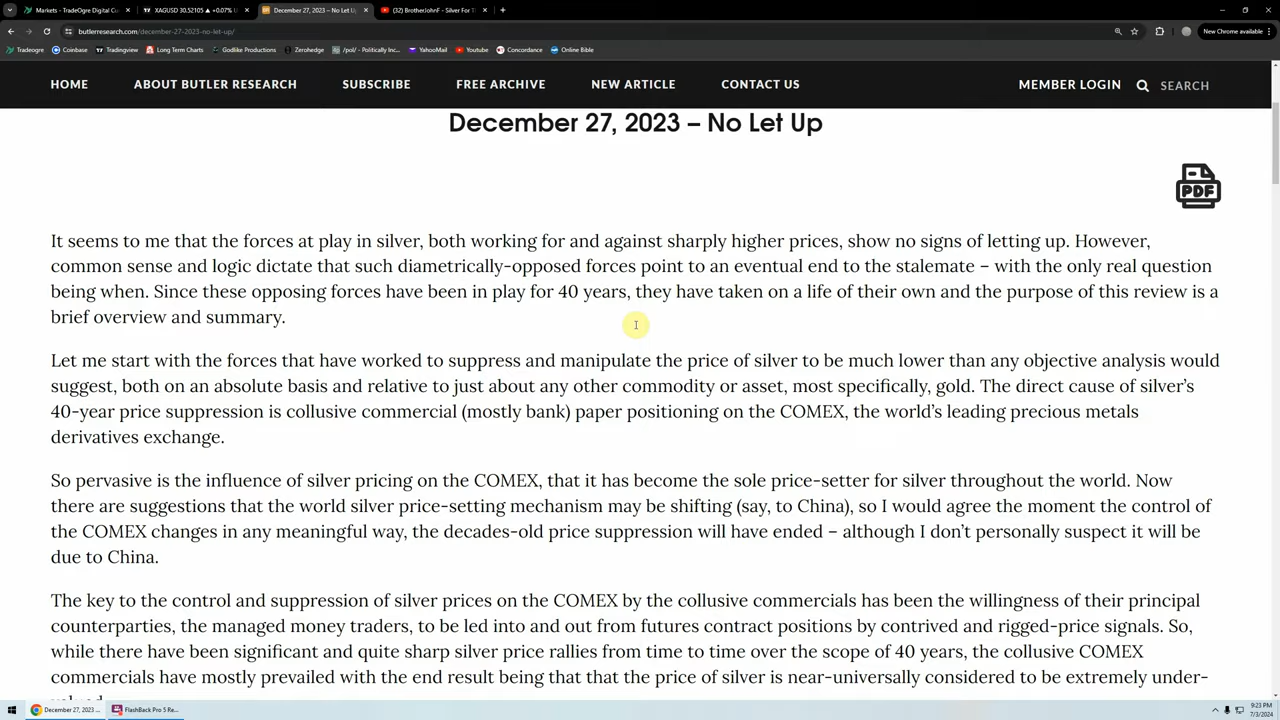 Markets - TradeOgre Digital Cu
XAGUSD 30.52105 ▲ +0.07% U
December 27, 2023 – No Let U
(32) BrotherJohnF - Silver For T
butlerresearch.com/december-27-2023-no-let-up/
New Chrome available
Tradeogre
Coinbase
Tradingview
Long Term Charts
Godlike Productions
Zerohedge
/pol/ - Politically Inc...
YahooMail
Youtube
Concordance
Online Bible
HOME
ABOUT BUTLER RESEARCH
SUBSCRIBE
FREE ARCHIVE
NEW ARTICLE
CONTACT US
MEMBER LOGIN
SEARCH
December 27, 2023 – No Let Up
PDF
It seems to me that the forces at play in silver, both working for and against sharply higher prices, show no signs of letting up. However,
common sense and logic dictate that such diametrically-opposed forces point to an eventual end to the stalemate – with the only real question
being when. Since these opposing forces have been in play for 40 years, they have taken on a life of their own and the purpose of this review is a
brief overview and summary.
Let me start with the forces that have worked to suppress and manipulate the price of silver to be much lower than any objective analysis would
suggest, both on an absolute basis and relative to just about any other commodity or asset, most specifically, gold. The direct cause of silver's
40-year price suppression is collusive commercial (mostly bank) paper positioning on the COMEX, the world's leading precious metals
derivatives exchange.
So pervasive is the influence of silver pricing on the COMEX, that it has become the sole price-setter for silver throughout the world. Now
there are suggestions that the world silver price-setting mechanism may be shifting (say, to China), so I would agree the moment the control of
the COMEX changes in any meaningful way, the decades-old price suppression will have ended – although I don't personally suspect it will be
due to China.
The key to the control and suppression of silver prices on the COMEX by the collusive commercials has been the willingness of their principal
counterparties, the managed money traders, to be led into and out from futures contract positions by contrived and rigged-price signals. So,
while there have been significant and quite sharp silver price rallies from time to time over the scope of 40 years, the collusive COMEX
commercials have mostly prevailed with the end result being that that the price of silver is near-universally considered to be extremely under-
valued
December 27, 2023 ...
FlashBack Pro 5 Re...
9:23 PM
7/3/2024